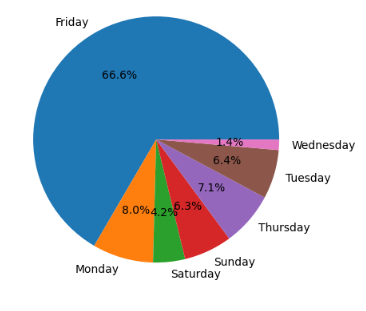 Friday
66.6%
1.4%
Wednesday
6.4%
Tuesday
7.1%
Thursday
6.3%
Sunday
4.2%
Saturday
8.0%
Monday